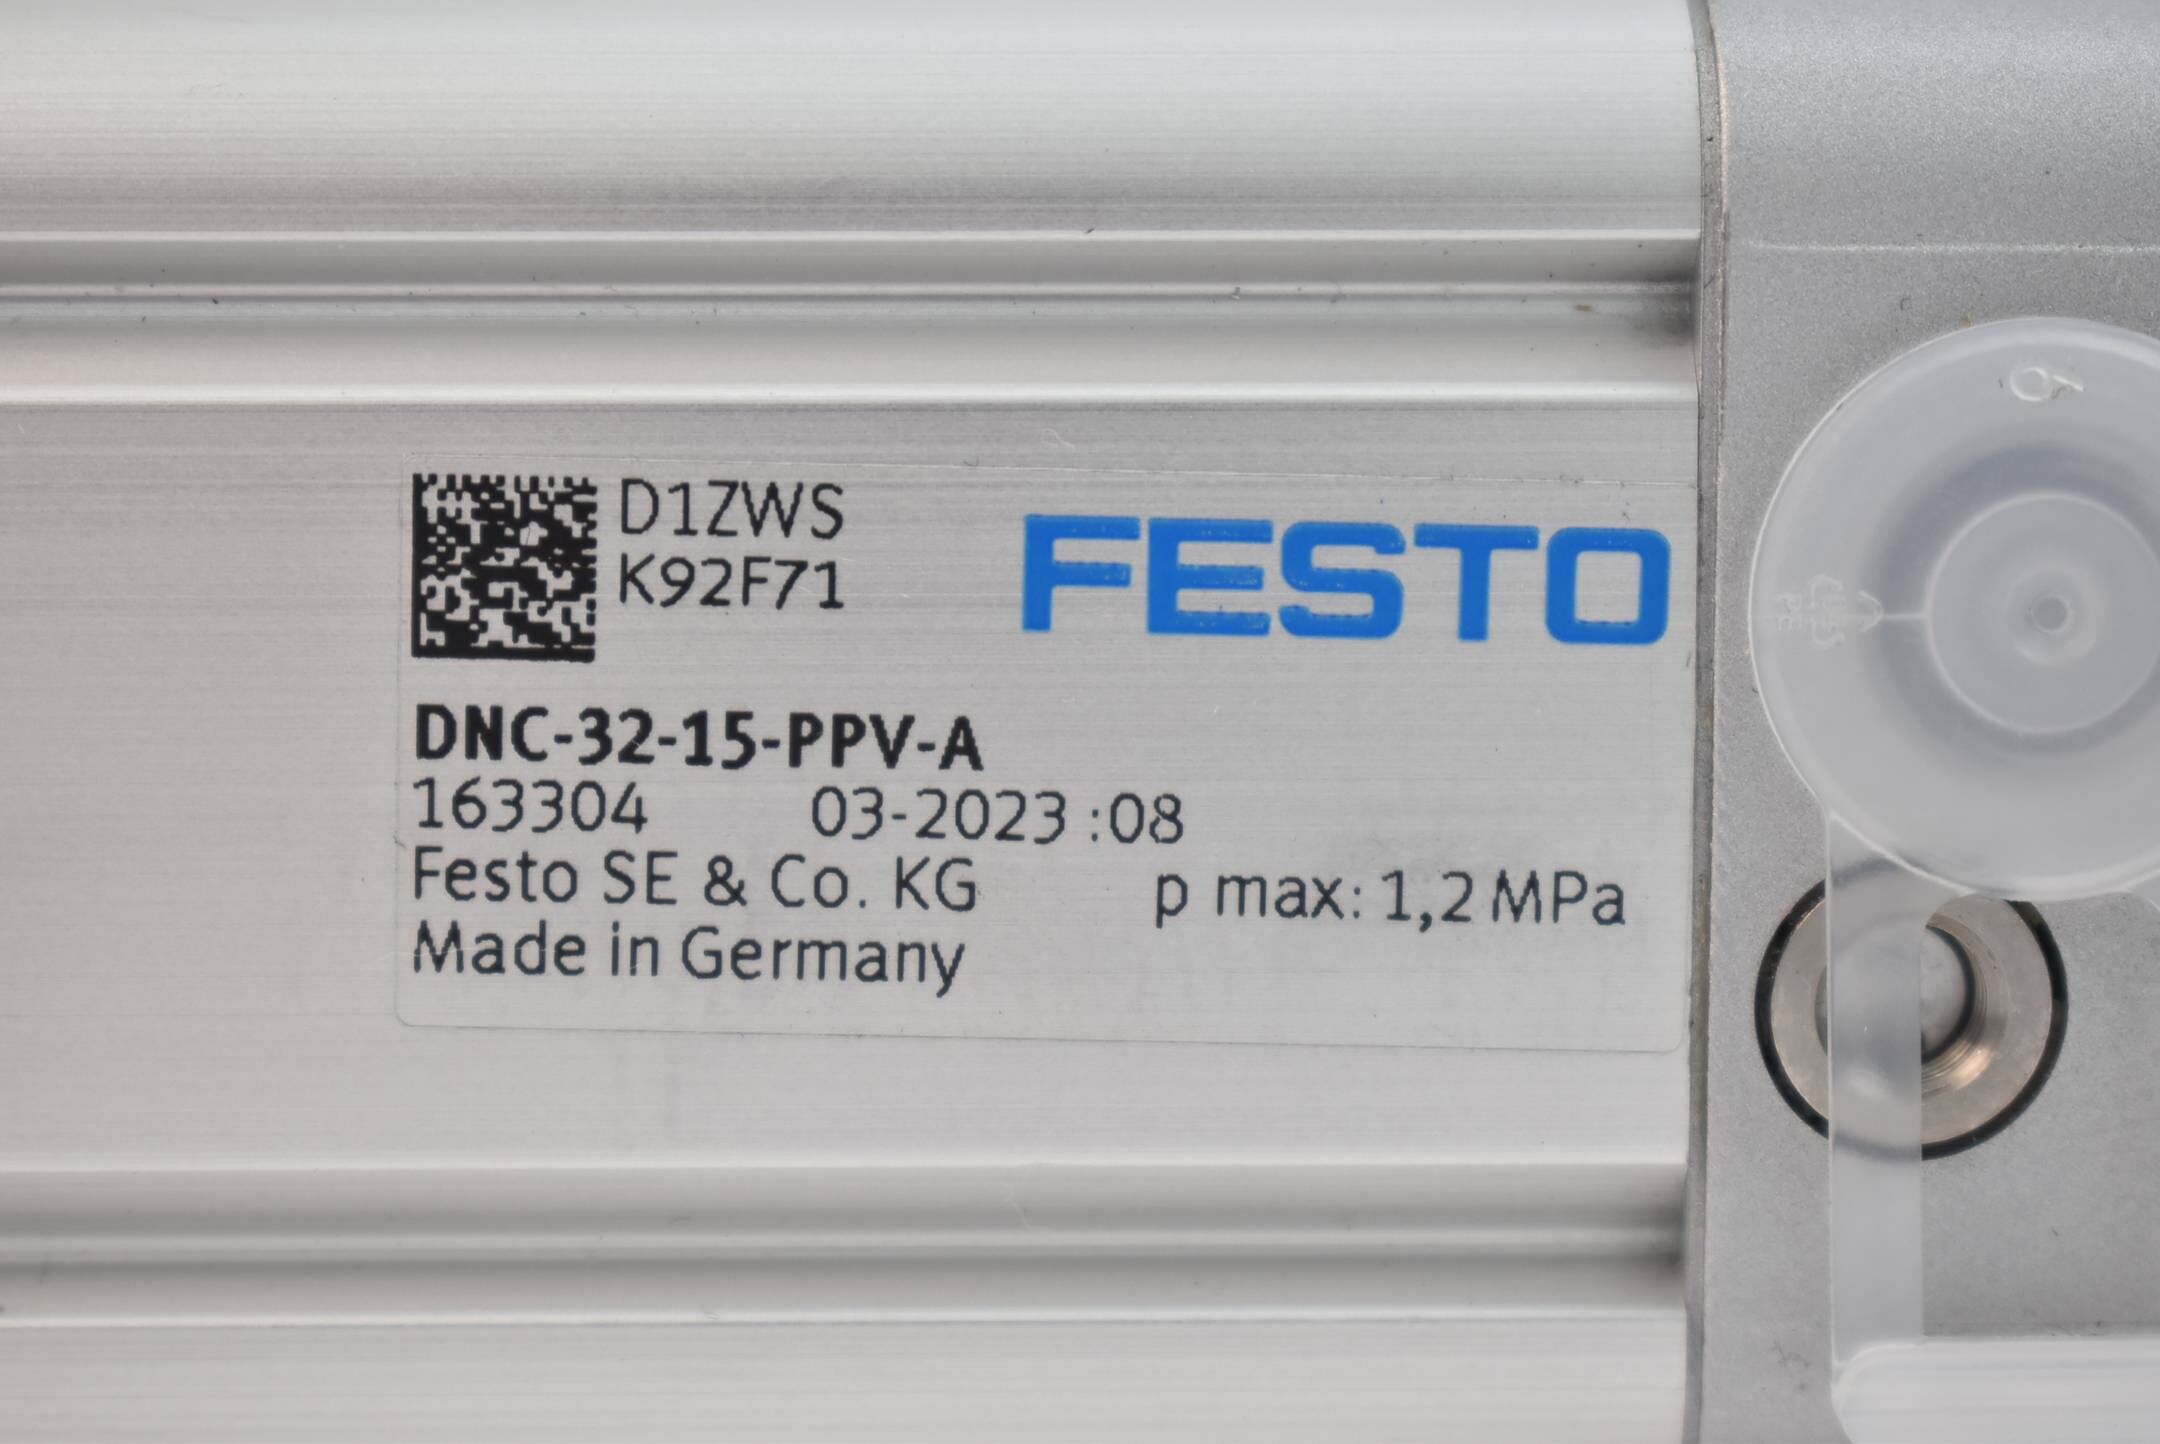 D1ZWS
K92F71
FESTO
DNC-32-15-PPV-A
163304 03-2023 :08
Festo SE & Co. KG p max: 1,2 MPa
Made in Germany